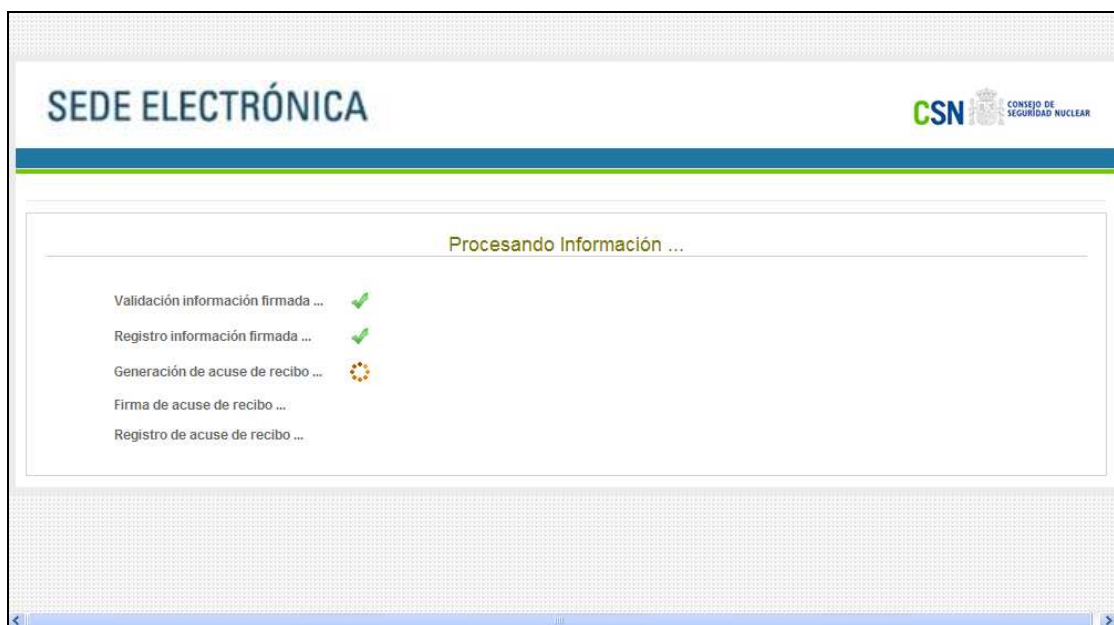 SEDE ELECTRÓNICA
CSN
CONSEJO DE
SEGURIDAD NUCLEAR
Procesando Información ...
Validación información firmada ...
Registro información firmada ...
Generación de acuse de recibo ...
Firma de acuse de recibo ...
Registro de acuse de recibo ...